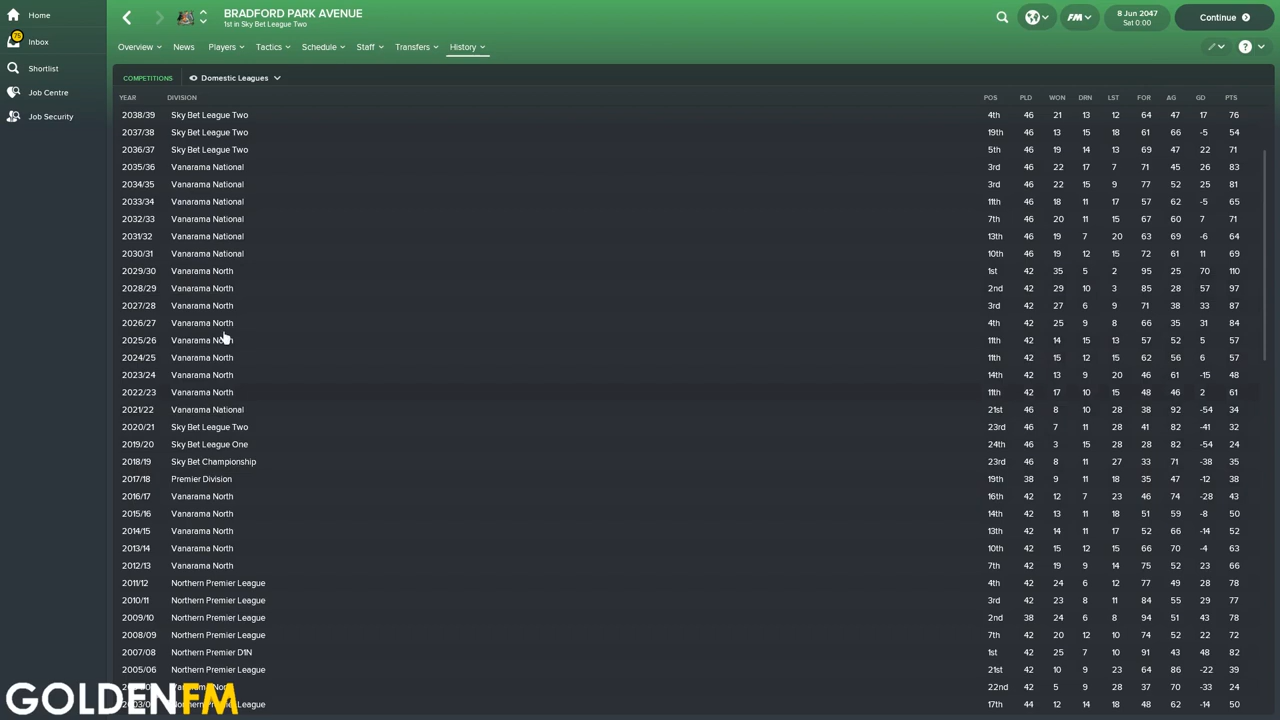 Home
BRADFORD PARK AVENUE
1st in Sky Bet League Two
FM
8 Jun 2047
Sat 0:00
Continue
75
Inbox
Overview News Players Tactics Schedule Staff Transfers History
?
Shortlist
Job Centre
Job Security
COMPETITIONS Domestic Leagues
YEAR DIVISION POS PLD WON DRN LST FOR AG GD PTS
2038/39 Sky Bet League Two 4th 46 21 13 12 64 47 17 76
2037/38 Sky Bet League Two 19th 46 13 15 18 61 66 -5 54
2036/37 Sky Bet League Two 5th 46 19 14 13 69 47 22 71
2035/36 Vanarama National 3rd 46 22 17 7 71 45 26 83
2034/35 Vanarama National 3rd 46 22 15 9 77 52 25 81
2033/34 Vanarama National 11th 46 18 11 17 57 62 -5 65
2032/33 Vanarama National 7th 46 20 11 15 67 60 7 71
2031/32 Vanarama National 13th 46 19 7 20 63 69 -6 64
2030/31 Vanarama National 10th 46 19 12 15 72 61 11 69
2029/30 Vanarama North 1st 42 35 5 2 95 25 70 110
2028/29 Vanarama North 2nd 42 29 10 3 85 28 57 97
2027/28 Vanarama North 3rd 42 27 6 9 71 38 33 87
2026/27 Vanarama North 4th 42 25 9 8 66 35 31 84
2025/26 Vanarama North 11th 42 14 15 13 57 52 5 57
2024/25 Vanarama North 11th 42 15 12 15 62 56 6 57
2023/24 Vanarama North 14th 42 13 9 20 46 61 -15 48
2022/23 Vanarama North 11th 42 17 10 15 48 46 2 61
2021/22 Vanarama National 21st 46 8 10 28 38 92 -54 34
2020/21 Sky Bet League Two 23rd 46 7 11 28 41 82 -41 32
2019/20 Sky Bet League One 24th 46 3 15 28 28 82 -54 24
2018/19 Sky Bet Championship 23rd 46 8 11 27 33 71 -38 35
2017/18 Premier Division 19th 38 9 11 18 35 47 -12 38
2016/17 Vanarama North 16th 42 12 7 23 46 74 -28 43
2015/16 Vanarama North 14th 42 13 11 18 51 59 -8 50
2014/15 Vanarama North 13th 42 14 11 17 52 66 -14 52
2013/14 Vanarama North 10th 42 15 12 15 66 70 -4 63
2012/13 Vanarama North 7th 42 19 9 14 75 52 23 66
2011/12 Northern Premier League 4th 42 24 6 12 77 49 28 78
2010/11 Northern Premier League 3rd 42 23 8 11 84 55 29 77
2009/10 Northern Premier League 2nd 38 24 6 8 94 51 43 78
2008/09 Northern Premier League 7th 42 20 12 10 74 52 22 72
2007/08 Northern Premier D1N 1st 42 25 7 10 91 43 48 82
2005/06 Northern Premier League 21st 42 10 9 23 64 86 -22 39
22nd 42 5 9 28 37 70 -33 24
League 17th 44 12 14 18 48 62 -14 50
GOLDENFM